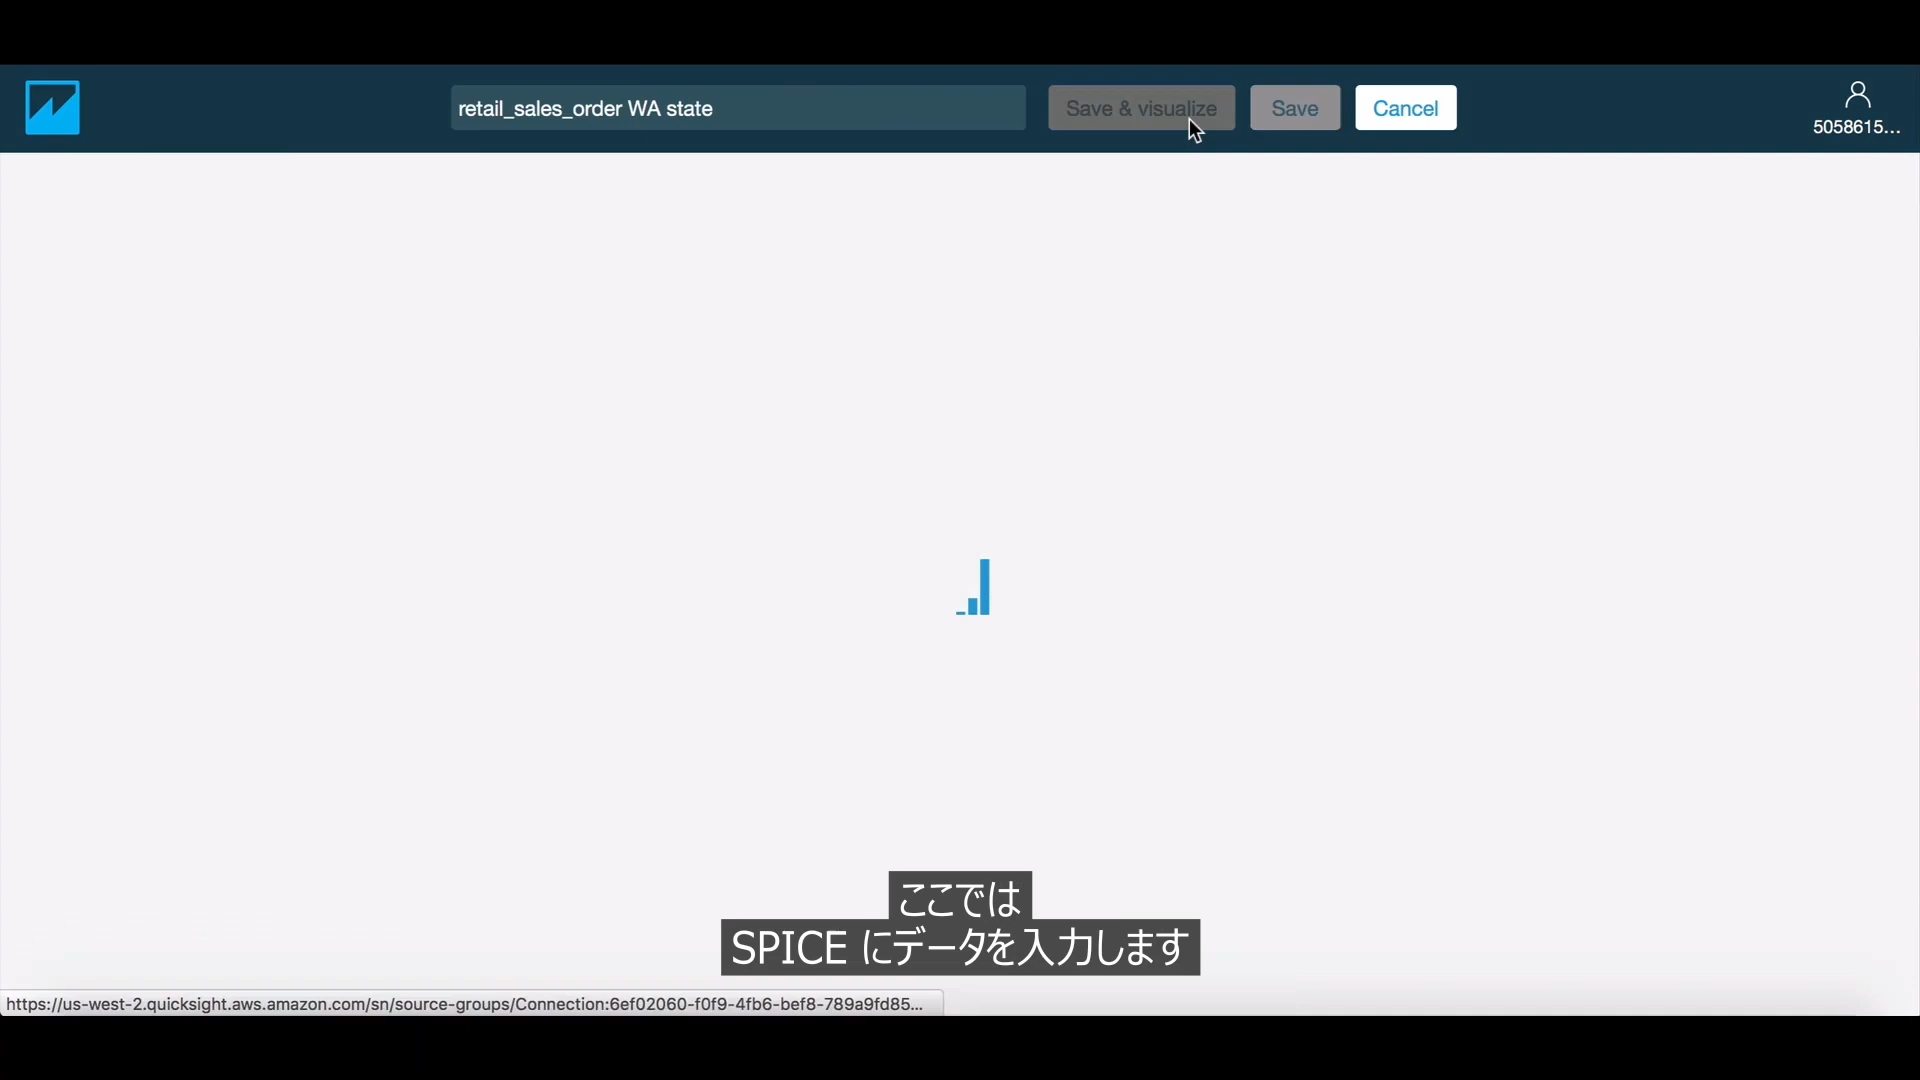 retail_sales_order WA state
Save & visualize
Save
Cancel
5058615...
ここでは
SPICE にデータを入力します
https://us-west-2.quicksight.aws.amazon.com/sn/source-groups/Connection:6ef02060-f0f9-4fb6-bef8-789a9fd85...